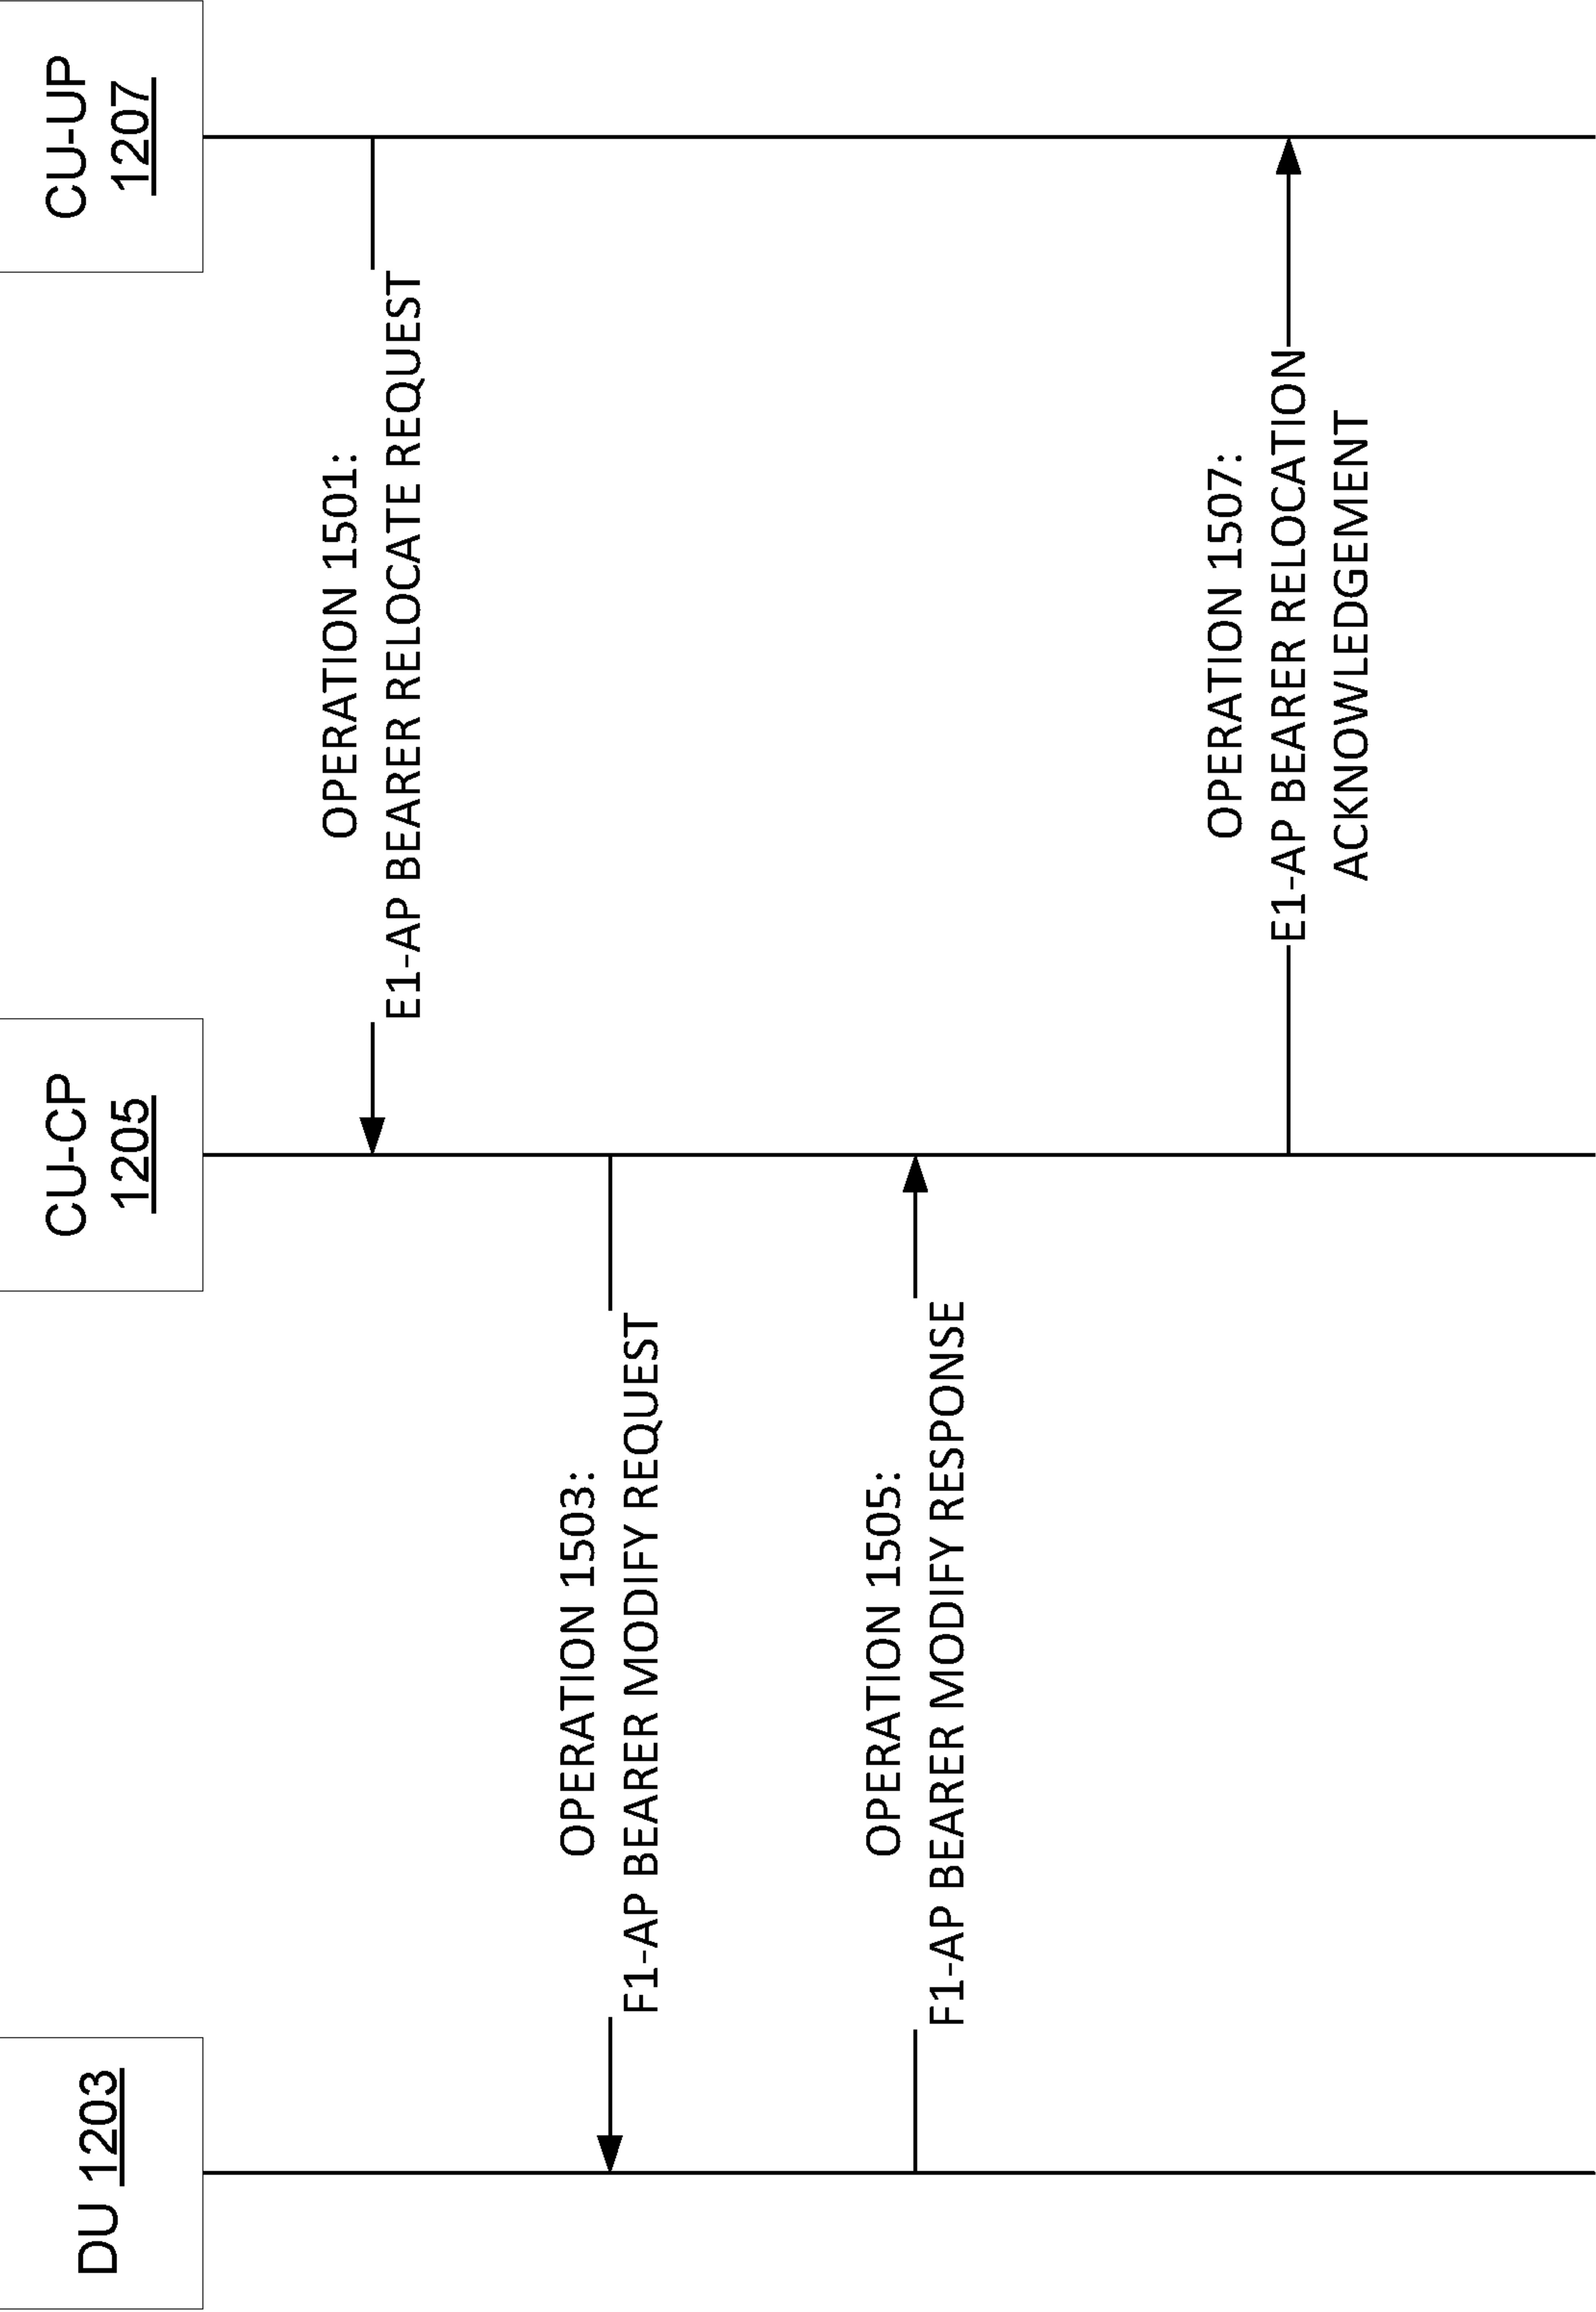 DU 1203
CU-CP
1205
CU-UP
1207
OPERATION 1501:
E1-AP BEARER RELOCATE REQUEST
OPERATION 1503:
F1-AP BEARER MODIFY REQUEST
OPERATION 1505:
F1-AP BEARER MODIFY RESPONSE
OPERATION 1507:
E1-AP BEARER RELOCATION
ACKNOWLEDGEMENT